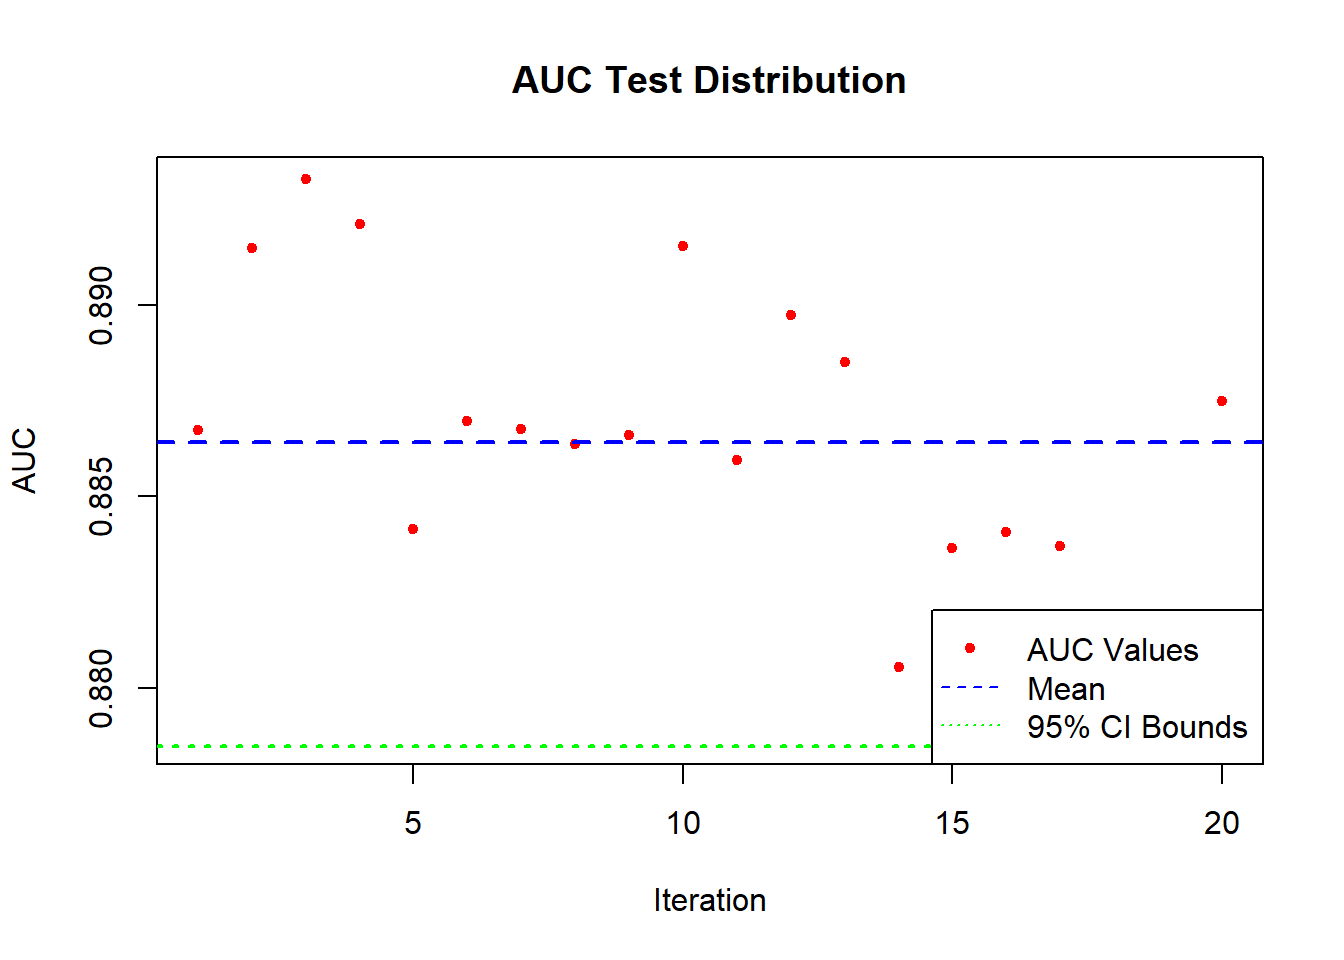 AUC Test Distribution
AUC
0.890
0.885
0.880
AUC Values
Mean
95% CI Bounds
5
10
15
20
Iteration